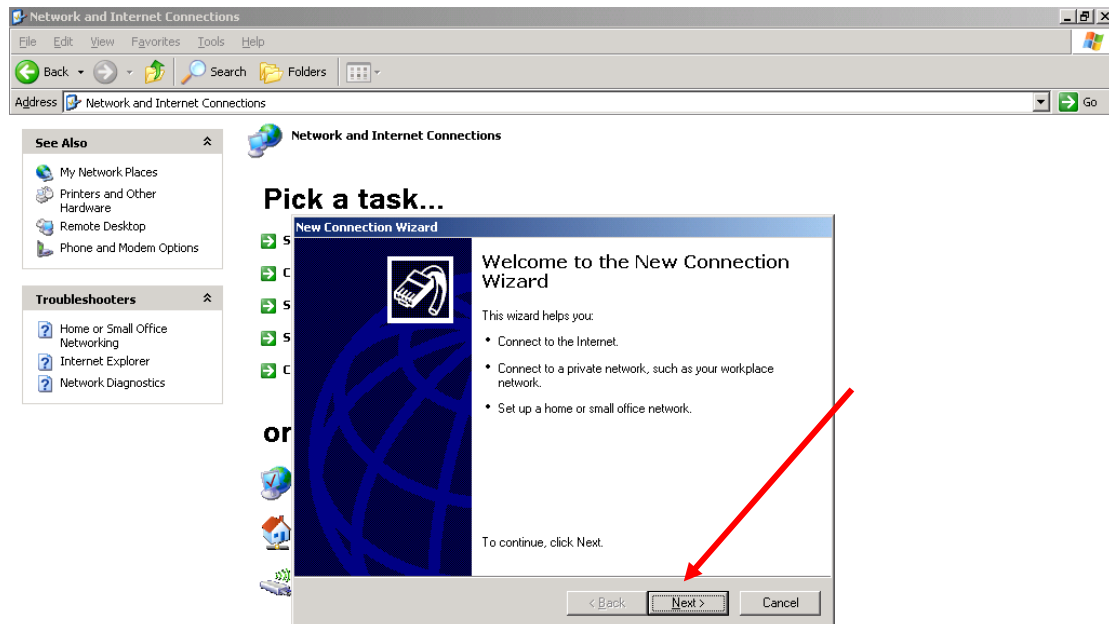 Network and Internet Connections
File Edit View Favorites Tools Help
Back Search Folders
Address Network and Internet Connections Go
See Also
My Network Places
Printers and Other
Hardware
Remote Desktop
Phone and Modem Options
Troubleshooters
Home or Small Office
Networking
Internet Explorer
Network Diagnostics
Network and Internet Connections
Pick a task...
S
C
S
S
C
or
New Connection Wizard
Welcome to the New Connection
Wizard
This wizard helps you:
• Connect to the Internet.
• Connect to a private network, such as your workplace
network.
• Set up a home or small office network.
To continue, click Next.
< Back Next > Cancel